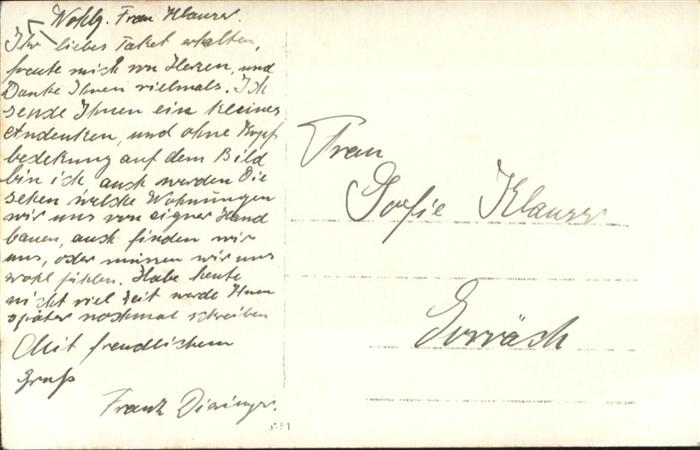 Wohlg. Frau Klauser.
Ihr liebes Paket erhalten,
freute mich von Herzen, und
Danke Ihnen vielmals. Ich
sende Ihnen ein kleines
Andenken, und ohne Kopf
bedekung auf dem Bild
bin ich, auch werden Sie
sehen welche Wohnungen
wir uns von eigner Hand
bauen, auch finden wir
uns, oder müssen wir uns
wohl fühlen. Habe heute
nicht viel Zeit werde Ihnen
später nochmal schreiben
Mit freudlichem
Gruß
Franz
Frau
Sofie Klauser